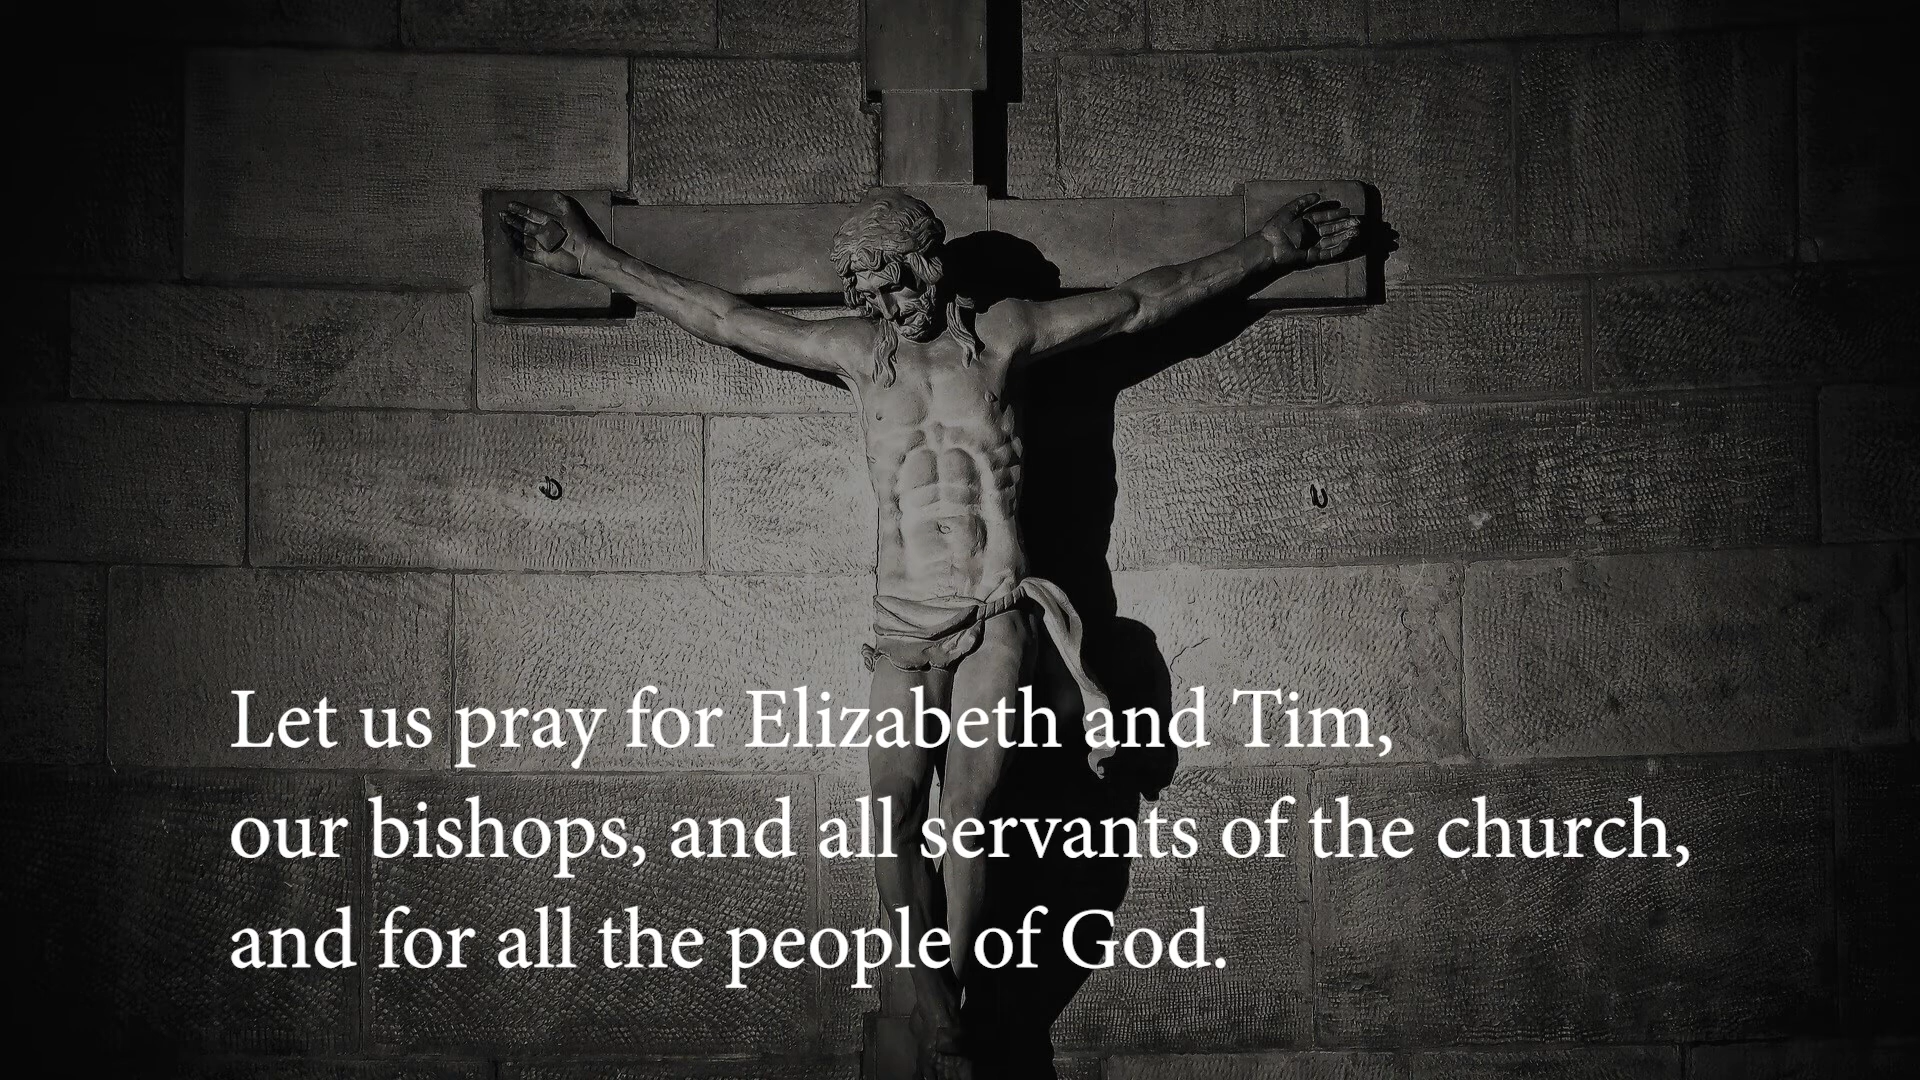 Let us pray for Elizabeth and Tim,
our bishops, and all servants of the church,
and for all the people of God.